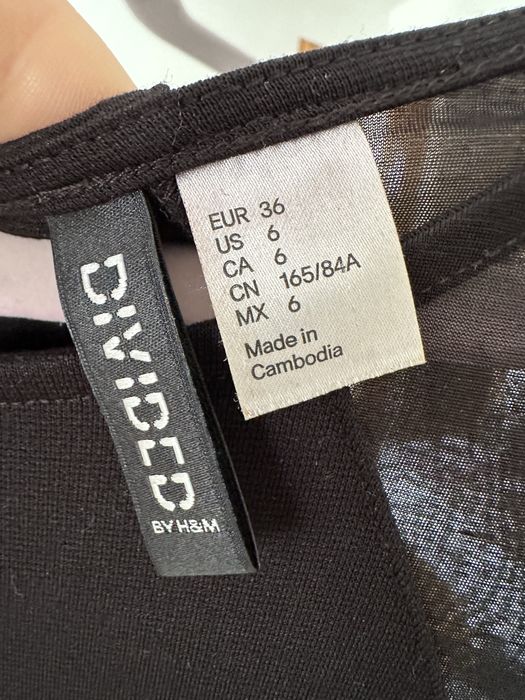 EUR 36
US 6
CA 6
CN 165/84A
MX 6
Made in
Cambodia
DIVIDED
BY H&M